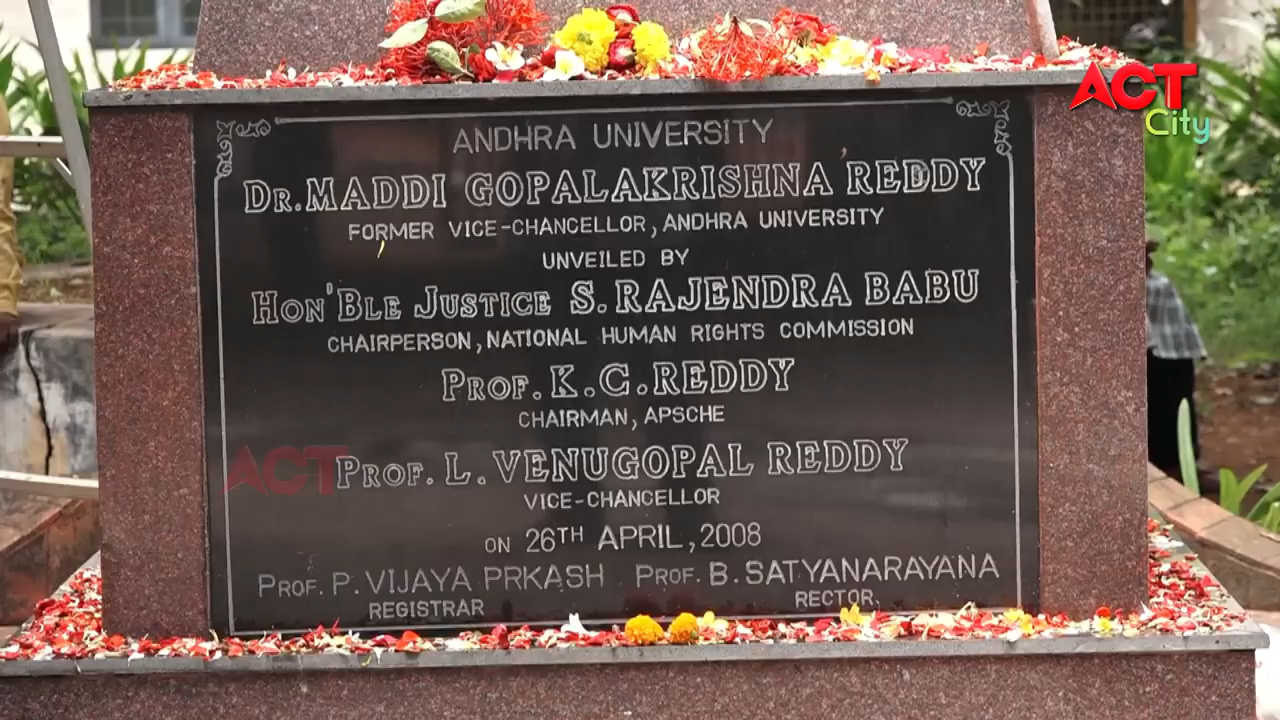 ACT
City
ANDHRA UNIVERSITY
DR. MADDI GOPALAKRISHNA REDDY
FORMER VICE-CHANCELLOR, ANDHRA UNIVERSITY
UNVEILED BY
HON'BLE JUSTICE S. RAJENDRA BABU
CHAIRPERSON, NATIONAL HUMAN RIGHTS COMMISSION
PROF. K.C. REDDY
CHAIRMAN, APSCHE
ACT
PROF. L. VENUGOPAL REDDY
VICE-CHANCELLOR
ON 26TH APRIL, 2008
PROF. P. VIJAYA PRKASH PROF. B. SATYANARAYANA
REGISTRAR RECTOR